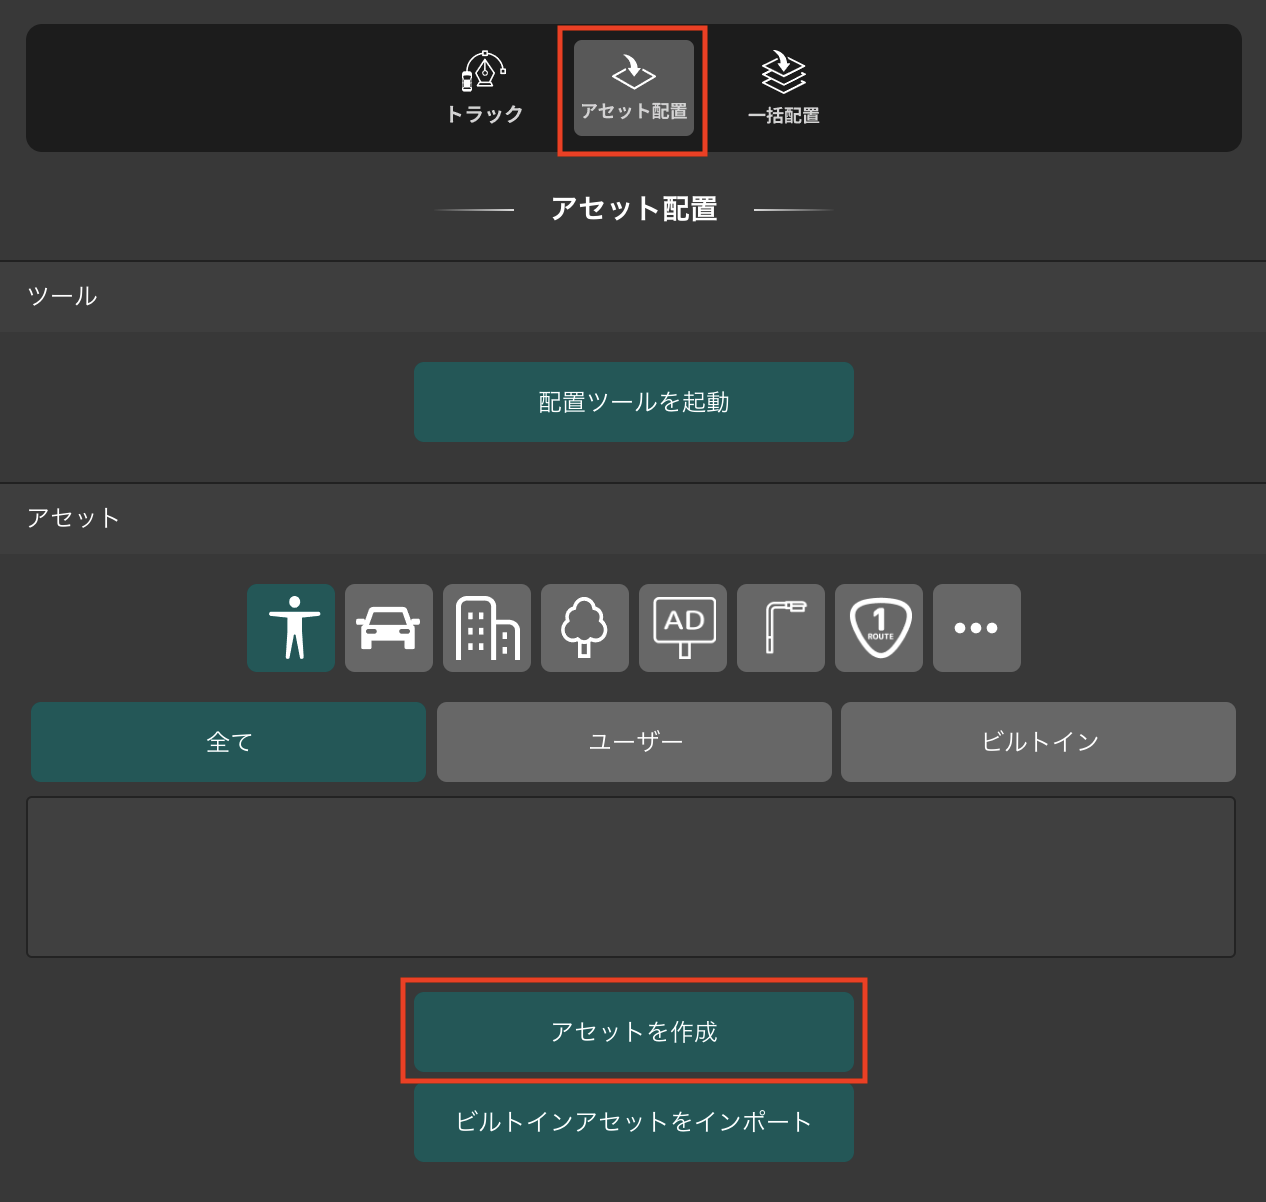 トラック
アセット配置
一括配置
アセット配置
ツール
配置ツールを起動
アセット
AD
1
ROUTE
全て
ユーザー
ビルトイン
アセットを作成
ビルトインアセットをインポート